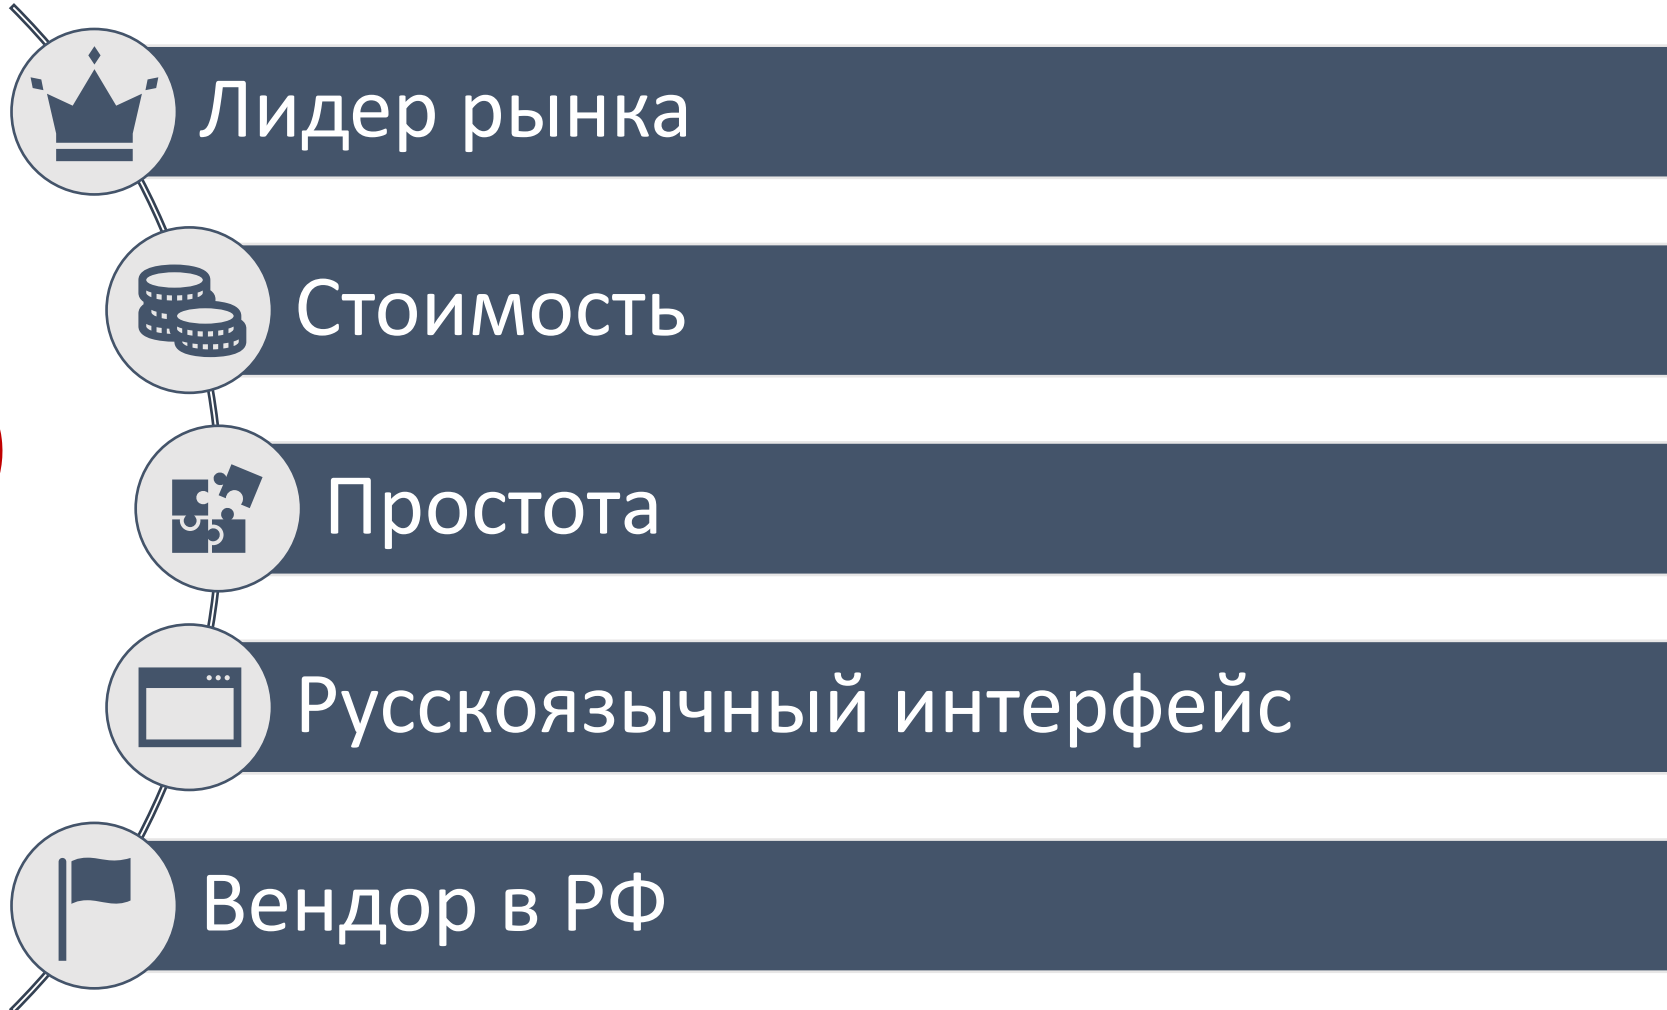 Лидер рынка
Стоимость
Простота
Русскоязычный интерфейс
Вендор в РФ